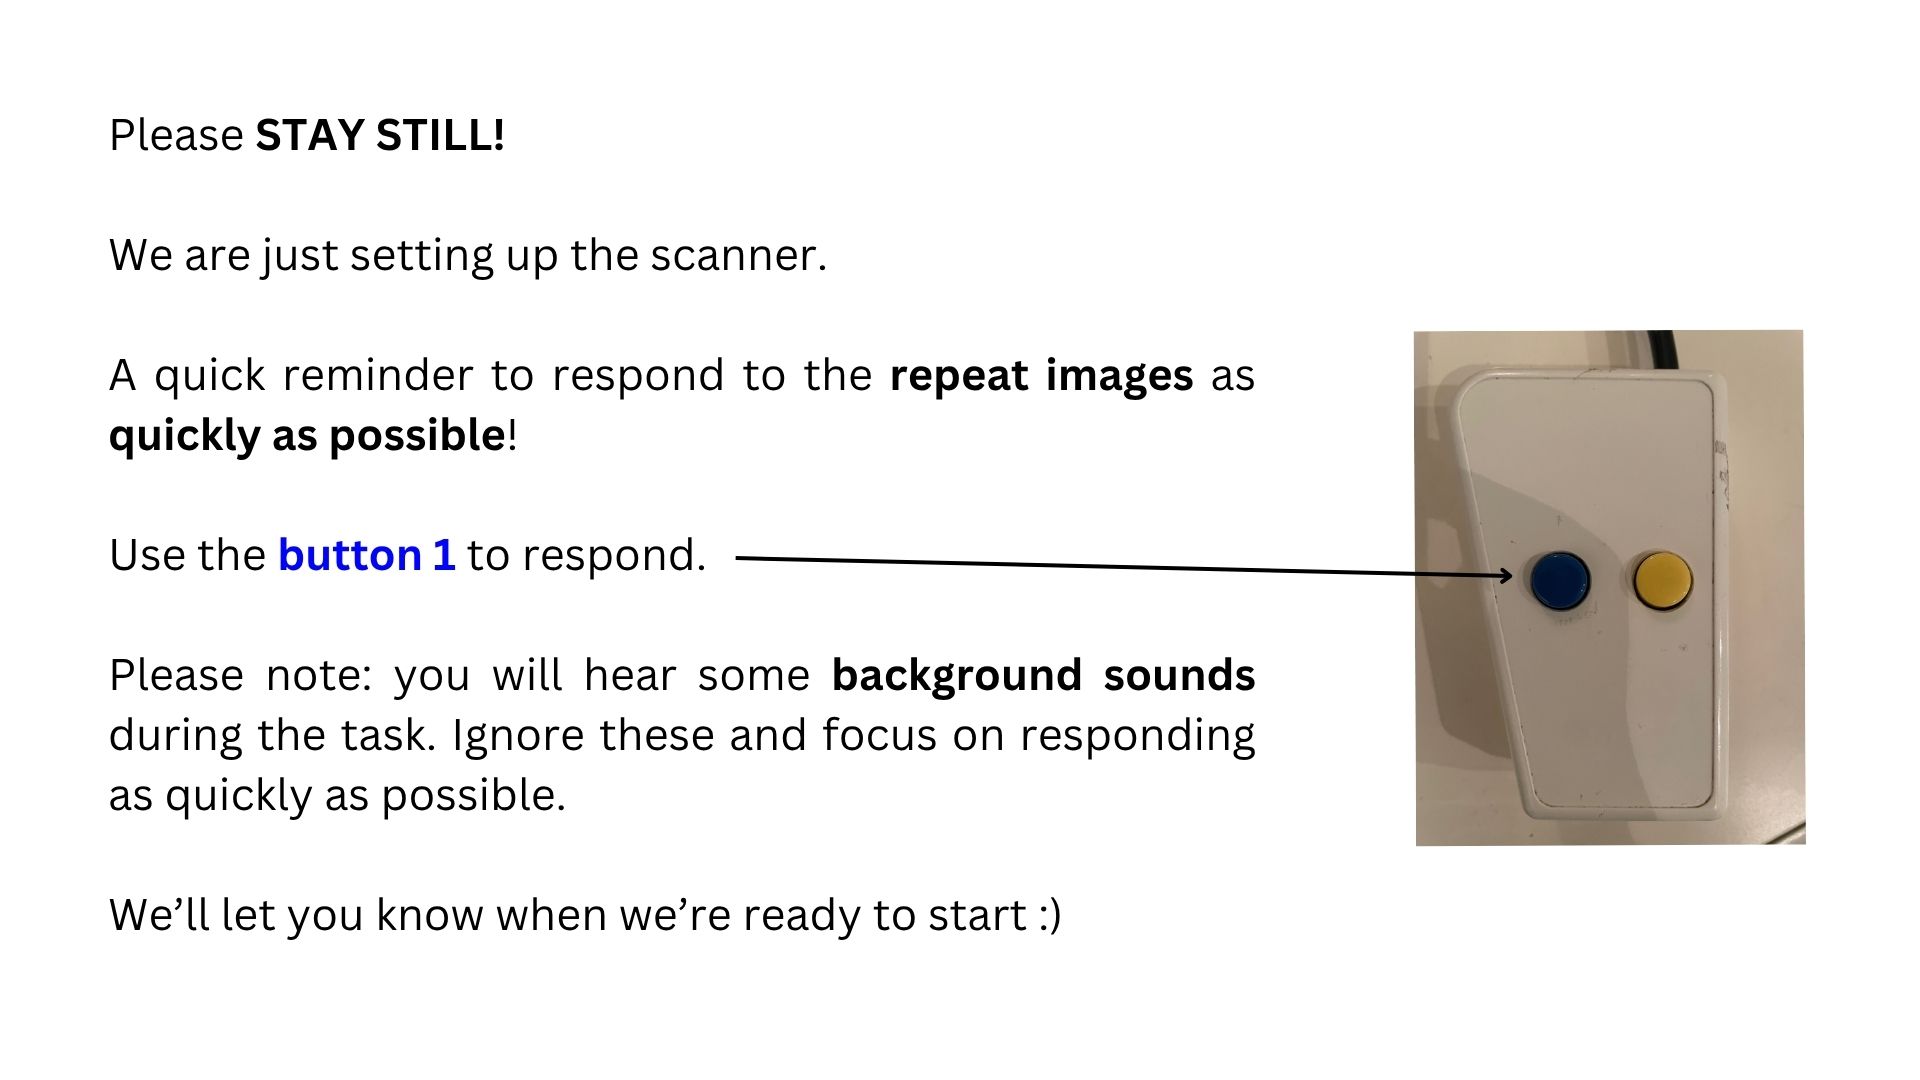 Please STAY STILL!
We are just setting up the scanner.
A quick reminder to respond to the repeat images as
quickly as possible!
Use the button 1 to respond.
Please note: you will hear some background sounds
during the task. Ignore these and focus on responding
as quickly as possible.
We’ll let you know when we’re ready to start :)